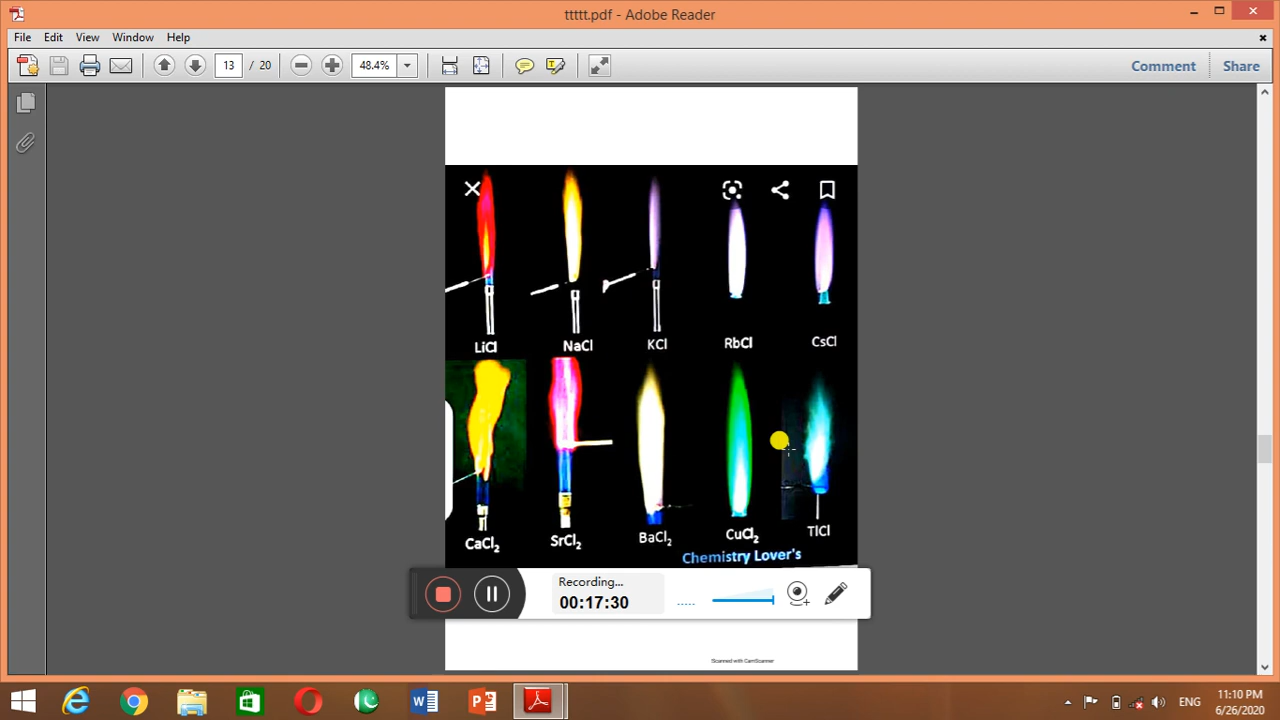 ttttt.pdf - Adobe Reader
File Edit View Window Help
13 / 20 48.4% Comment Share
LiCl NaCl KCl RbCl CsCl
CaCl₂ SrCl₂ BaCl₂ CuCl₂ TlCl
Chemistry Lover's
Recording...
00:17:30
Scanned with CamScanner
ENG
11:10 PM
6/26/2020